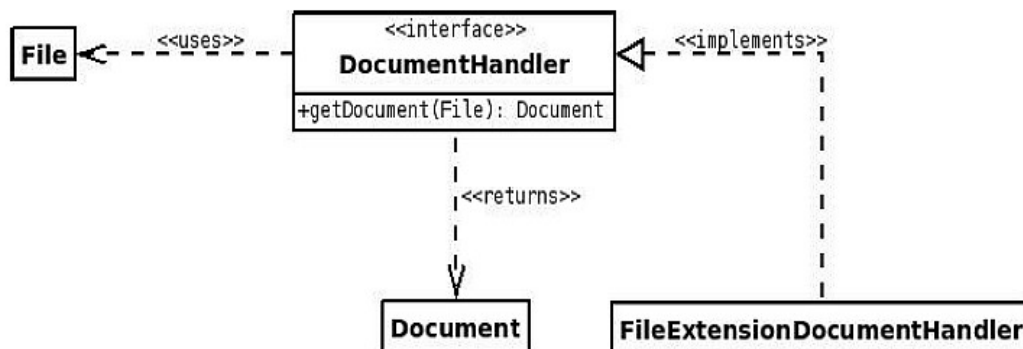 <<interface>>
<<uses>>
<<implements>>
File
DocumentHandler
+getDocument(File): Document
<<returns>>
Document
FileExtensionDocumentHandler